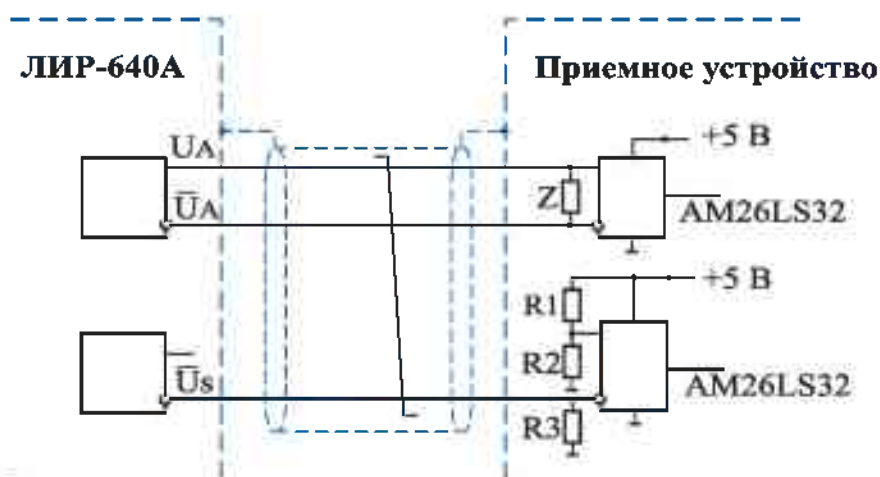 ЛИР-640А
Приемное устройство
UA
+5 В
Z
ŪA
AM26LS32
+5 В
R1
R2
Ūs
AM26LS32
R3